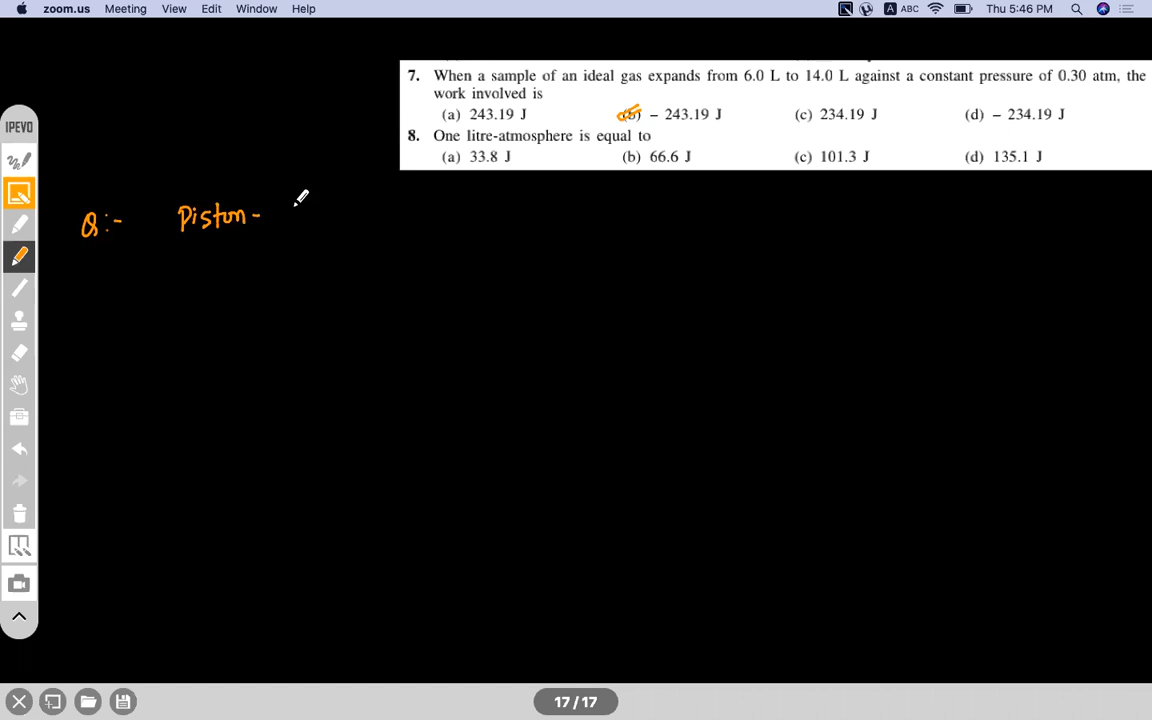 zoom.us Meeting View Edit Window Help A ABC Thu 5:46 PM
7. When a sample of an ideal gas expands from 6.0 L to 14.0 L against a constant pressure of 0.30 atm, the
work involved is
(a) 243.19 J (b) – 243.19 J (c) 234.19 J (d) – 234.19 J
8. One litre-atmosphere is equal to
(a) 33.8 J (b) 66.6 J (c) 101.3 J (d) 135.1 J
IPEVO
Q:- Piston-
17/17